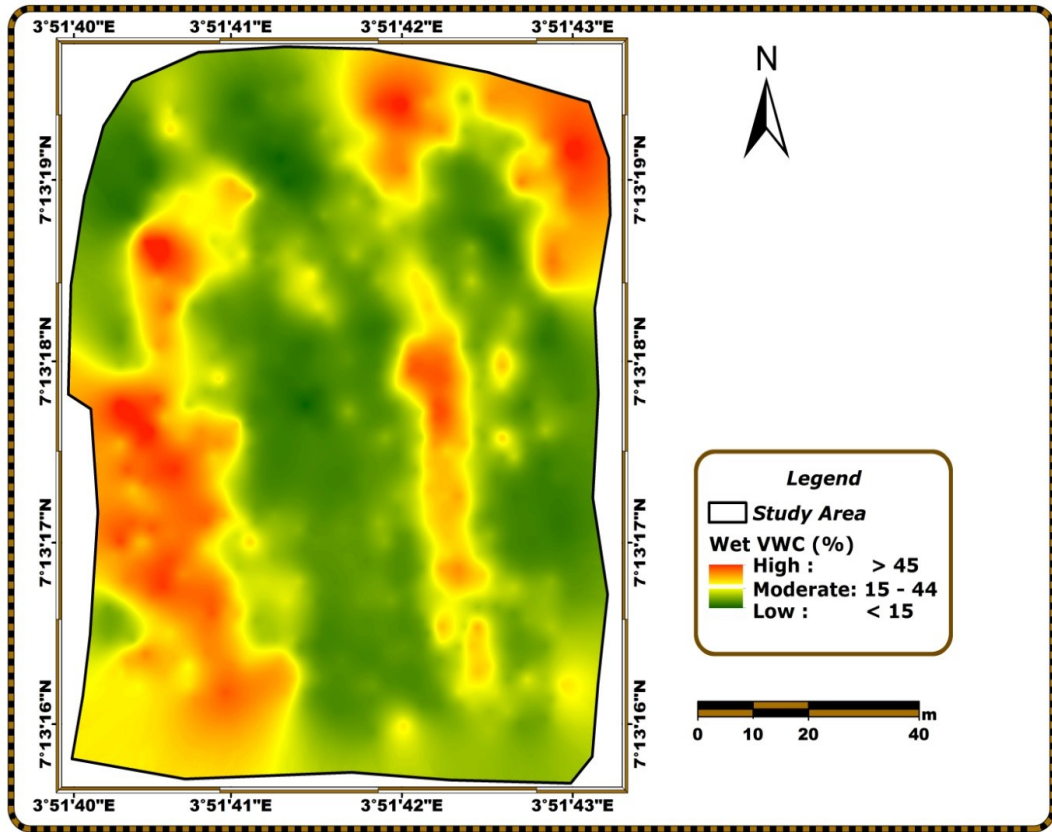 3°51'40"E 3°51'41"E 3°51'42"E 3°51'43"E
N
7°13'19"N 7°13'19"N
7°13'18"N 7°13'18"N
Legend
Study Area
Wet VWC (%)
High : > 45
Moderate: 15 - 44
Low : < 15
7°13'17"N 7°13'17"N
7°13'16"N 7°13'16"N
m
0 10 20 40
3°51'40"E 3°51'41"E 3°51'42"E 3°51'43"E